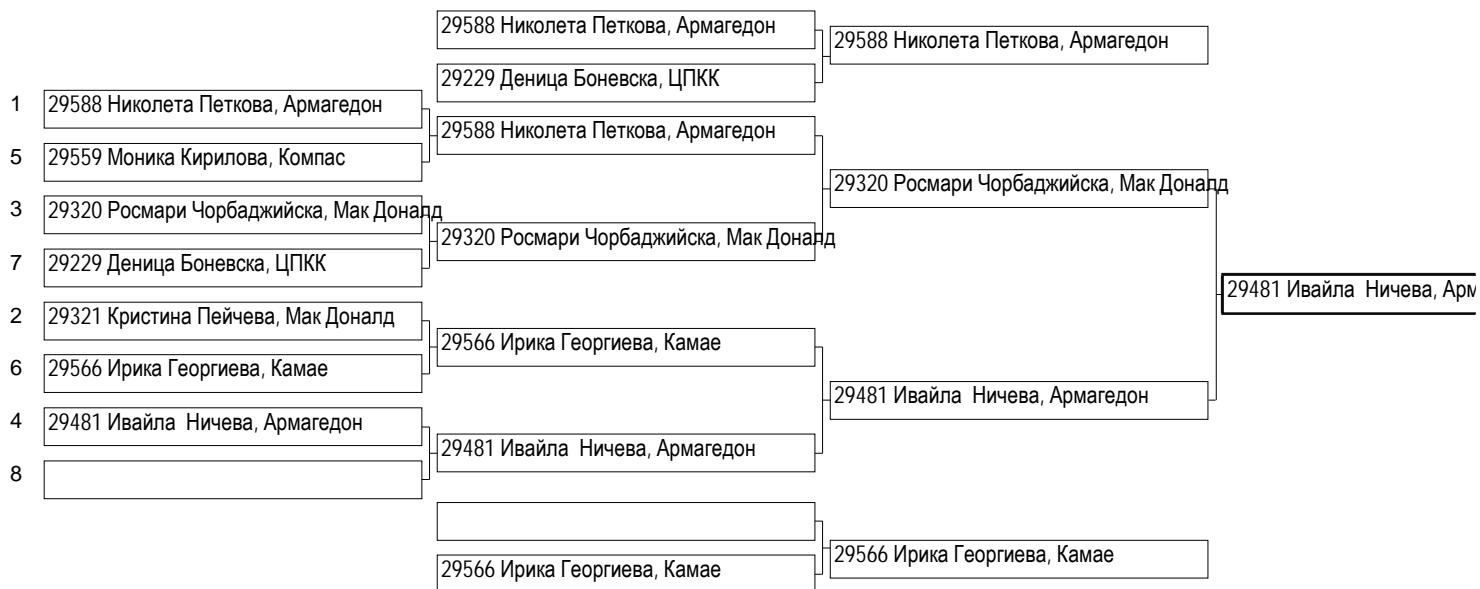 29588 Николета Петкова, Армагедон
29588 Николета Петкова, Армагедон
29229 Деница Боневска, ЦПКК
1 29588 Николета Петкова, Армагедон
29588 Николета Петкова, Армагедон
5 29559 Моника Кирилова, Компас
29320 Росмари Чорбаджийска, Мак Доналд
3 29320 Росмари Чорбаджийска, Мак Доналд
29320 Росмари Чорбаджийска, Мак Доналд
7 29229 Деница Боневска, ЦПКК
29481 Ивайла  Ничева, Арм
2 29321 Кристина Пейчева, Мак Доналд
29566 Ирика Георгиева, Камае
6 29566 Ирика Георгиева, Камае
29481 Ивайла  Ничева, Армагедон
4 29481 Ивайла  Ничева, Армагедон
29481 Ивайла  Ничева, Армагедон
8
29566 Ирика Георгиева, Камае
29566 Ирика Георгиева, Камае